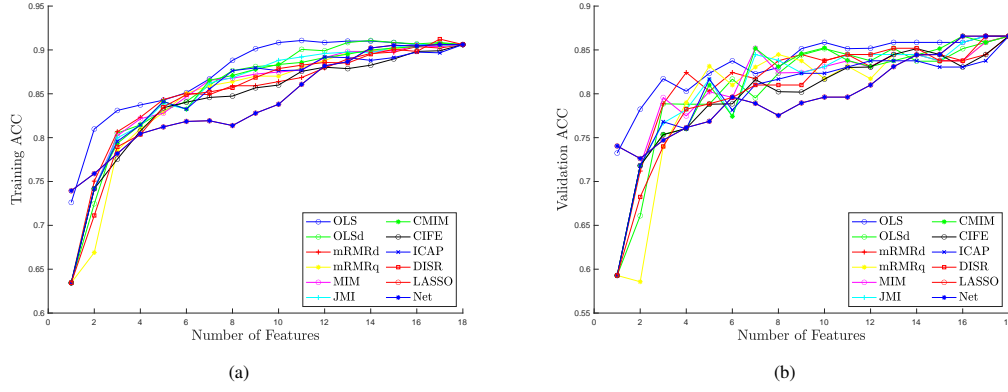 0.95
0.9
0.85
0.8
0.75
0.7
0.65
0.6
Training ACC
0 2 4 6 8 10 12 14 16 18
Number of Features
OLS CMIM
OLSd CIFE
mRMRd ICAP
mRMRq DISR
MIM LASSO
JMI Net
(a)
0.95
0.9
0.85
0.8
0.75
0.7
0.65
0.6
0.55
Validation ACC
0 2 4 6 8 10 12 14 16 18
Number of Features
OLS CMIM
OLSd CIFE
mRMRd ICAP
mRMRq DISR
MIM LASSO
JMI Net
(b)